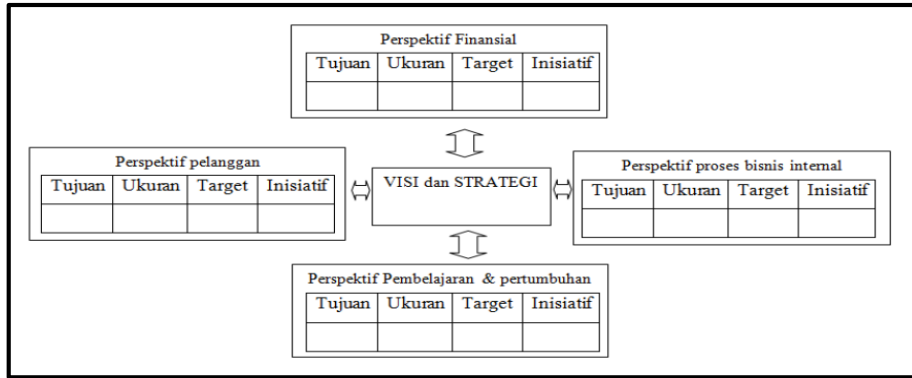 Perspektif Finansial
Tujuan Ukuran Target Inisiatif
Perspektif pelanggan
Tujuan Ukuran Target Inisiatif
VISI dan STRATEGI
Perspektif proses bisnis internal
Tujuan Ukuran Target Inisiatif
Perspektif Pembelajaran & pertumbuhan
Tujuan Ukuran Target Inisiatif